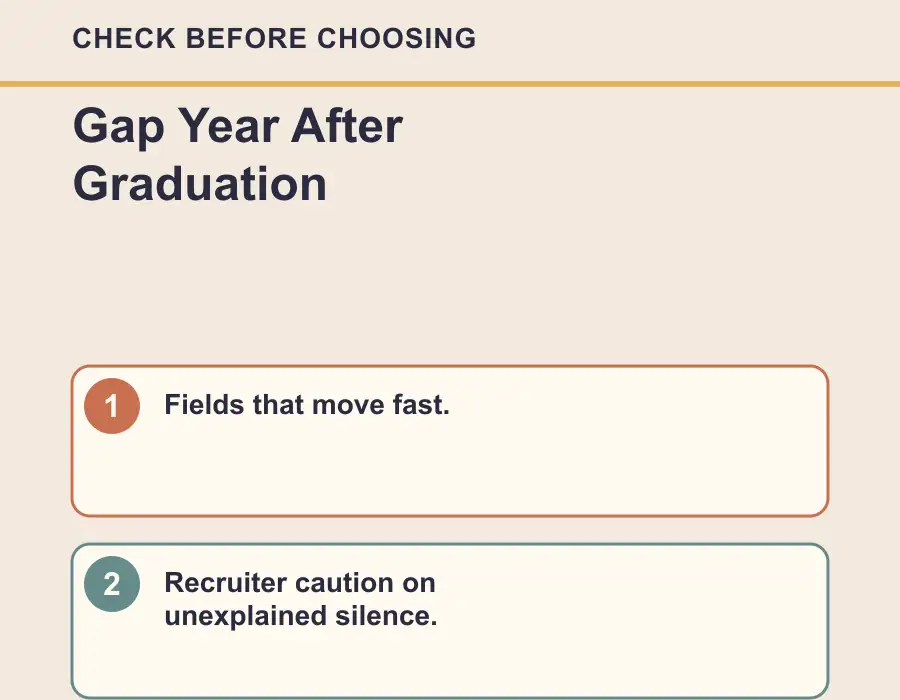 CHECK BEFORE CHOOSING
Gap Year After
Graduation
1
Fields that move fast.
2
Recruiter caution on
unexplained silence.